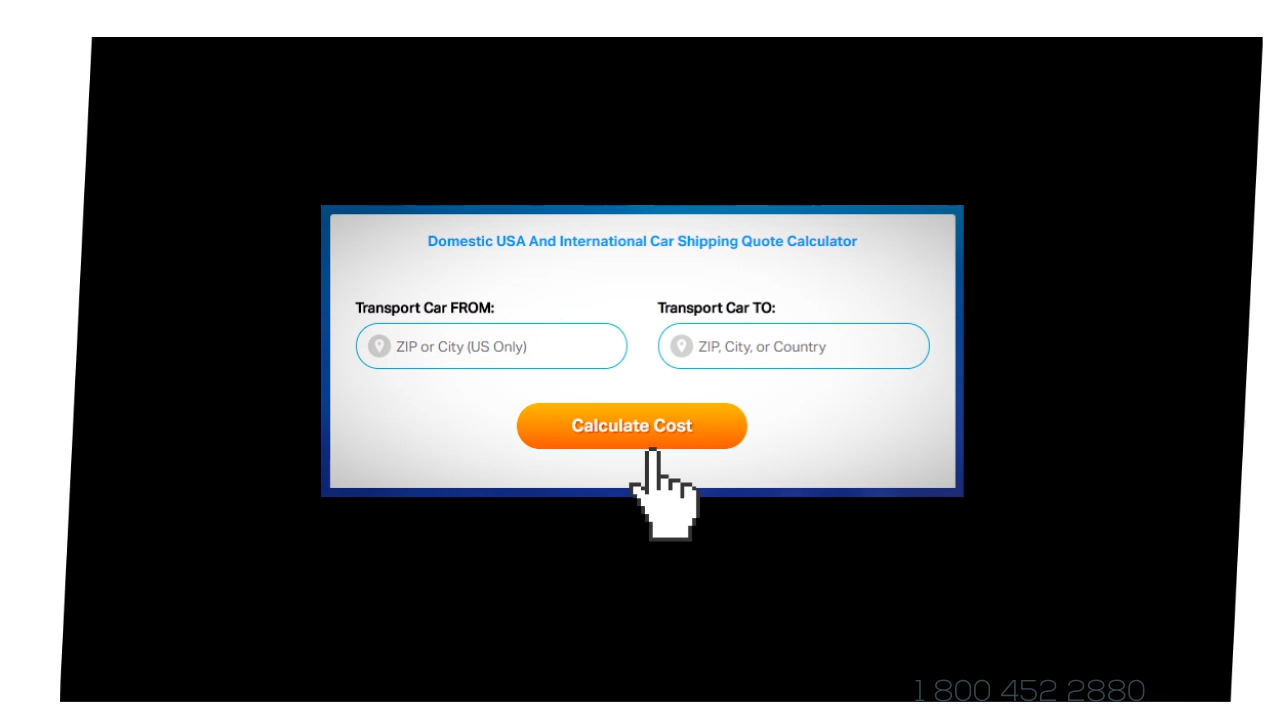 Domestic USA And International Car Shipping Quote Calculator
Transport Car FROM:
Transport Car TO:
ZIP or City (US Only)
ZIP, City, or Country
Calculate Cost
1 800 452 2880